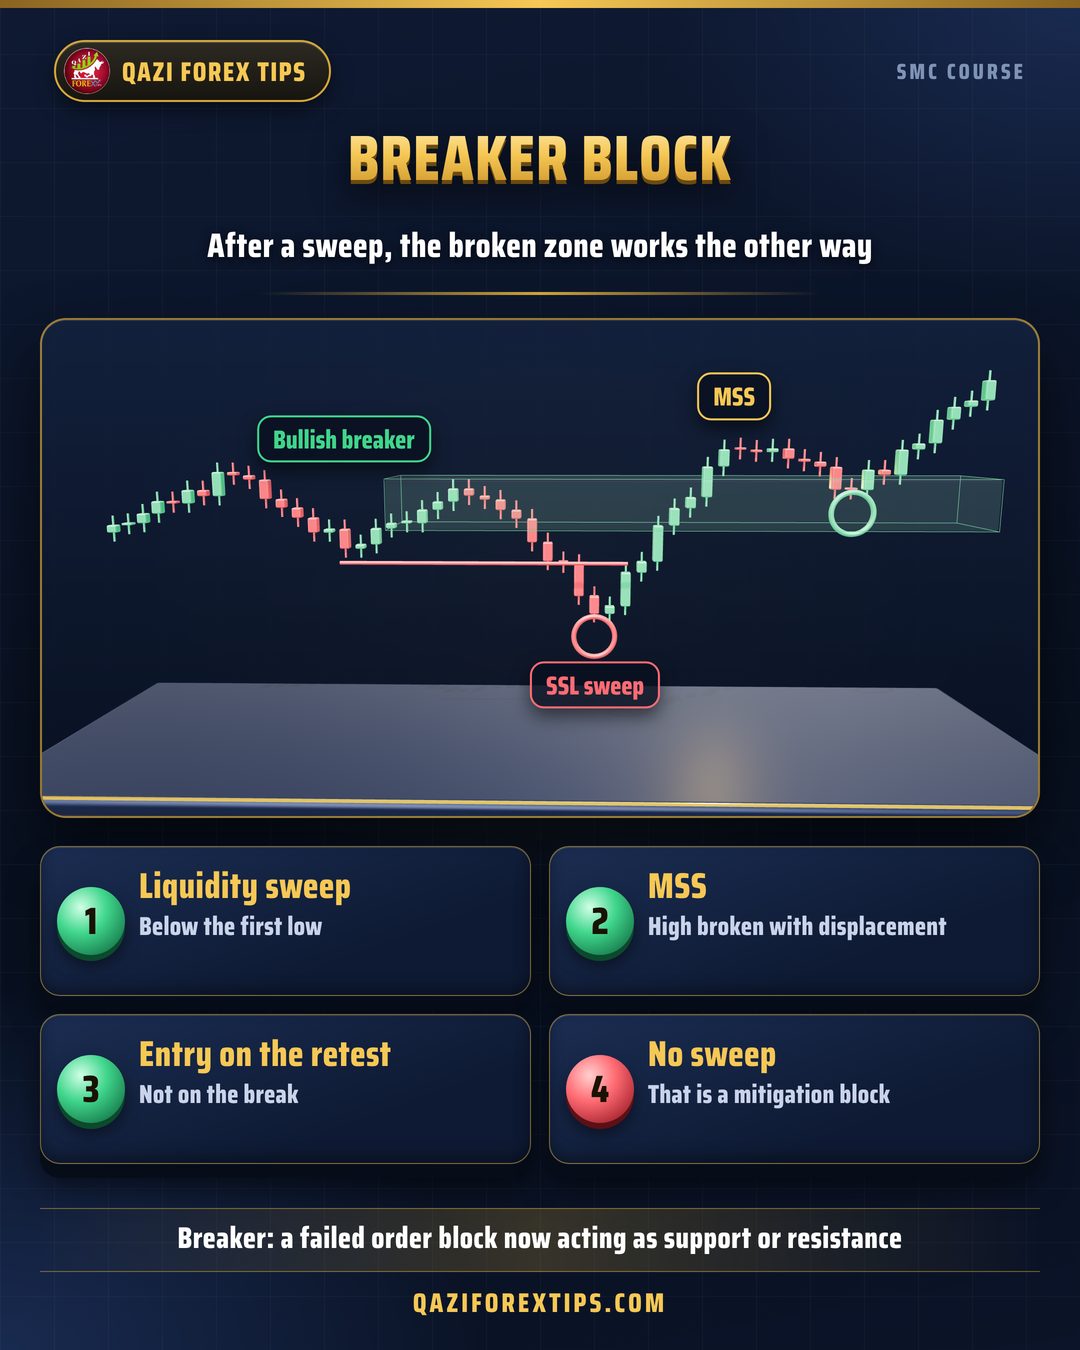 QAZI
FOREX
QAZI FOREX TIPS
SMC COURSE
BREAKER BLOCK
After a sweep, the broken zone works the other way
MSS
Bullish breaker
SSL sweep
1
Liquidity sweep
Below the first low
2
MSS
High broken with displacement
3
Entry on the retest
Not on the break
4
No sweep
That is a mitigation block
Breaker: a failed order block now acting as support or resistance
QAZIFOREXTIPS.COM